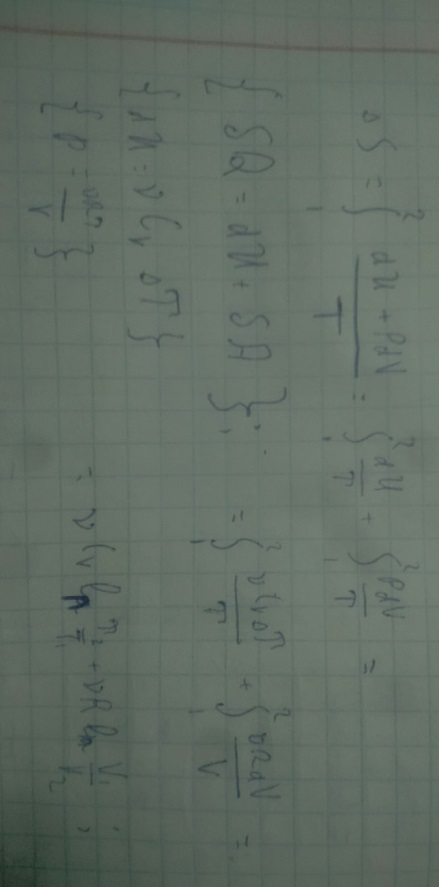 ΔS = ∫₁² (dU + PdV)/T = ∫₁² dU/T + ∫₁² PdV/T =
{δQ = dU + δA}; = ∫₁² νCᵥdT/T + ∫₁² νRdV/V =
{dU = νCᵥdT}
{P = νRT/V} = νCᵥ ln T₂/T₁ + νR ln V₁/V₂ ;